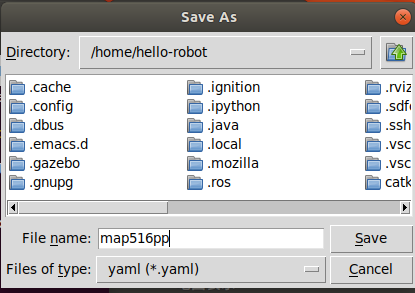 Save As
Directory: /home/hello-robot
.cache .ignition .rviz
.config .ipython .sdf
.dbus .java .ssh
.emacs.d .local .vsc
.gazebo .mozilla .vsc
.gnupg .ros catk
File name: map516pp Save
Files of type: yaml (*.yaml) Cancel